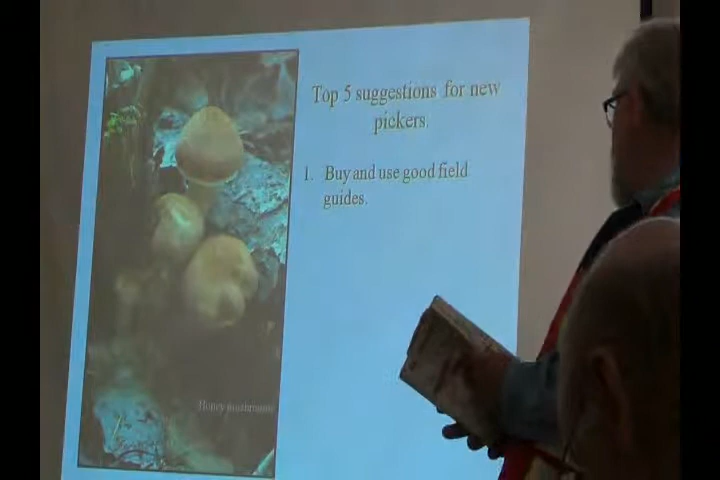 Top 5 suggestions for new
pickers.
1. Buy and use good field
guides.
Honey mushrooms